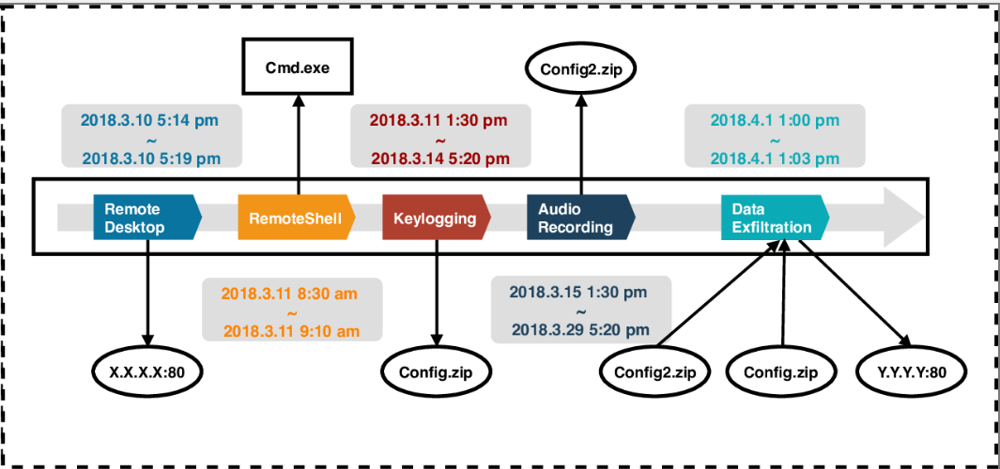 Cmd.exe
Config2.zip
2018.3.10 5:14 pm
~
2018.3.10 5:19 pm
2018.3.11 1:30 pm
~
2018.3.14 5:20 pm
2018.4.1 1:00 pm
~
2018.4.1 1:03 pm
Remote
Desktop
RemoteShell
Keylogging
Audio
Recording
Data
Exfiltration
2018.3.11 8:30 am
~
2018.3.11 9:10 am
2018.3.15 1:30 pm
~
2018.3.29 5:20 pm
X.X.X.X:80
Config.zip
Config2.zip
Config.zip
Y.Y.Y.Y:80